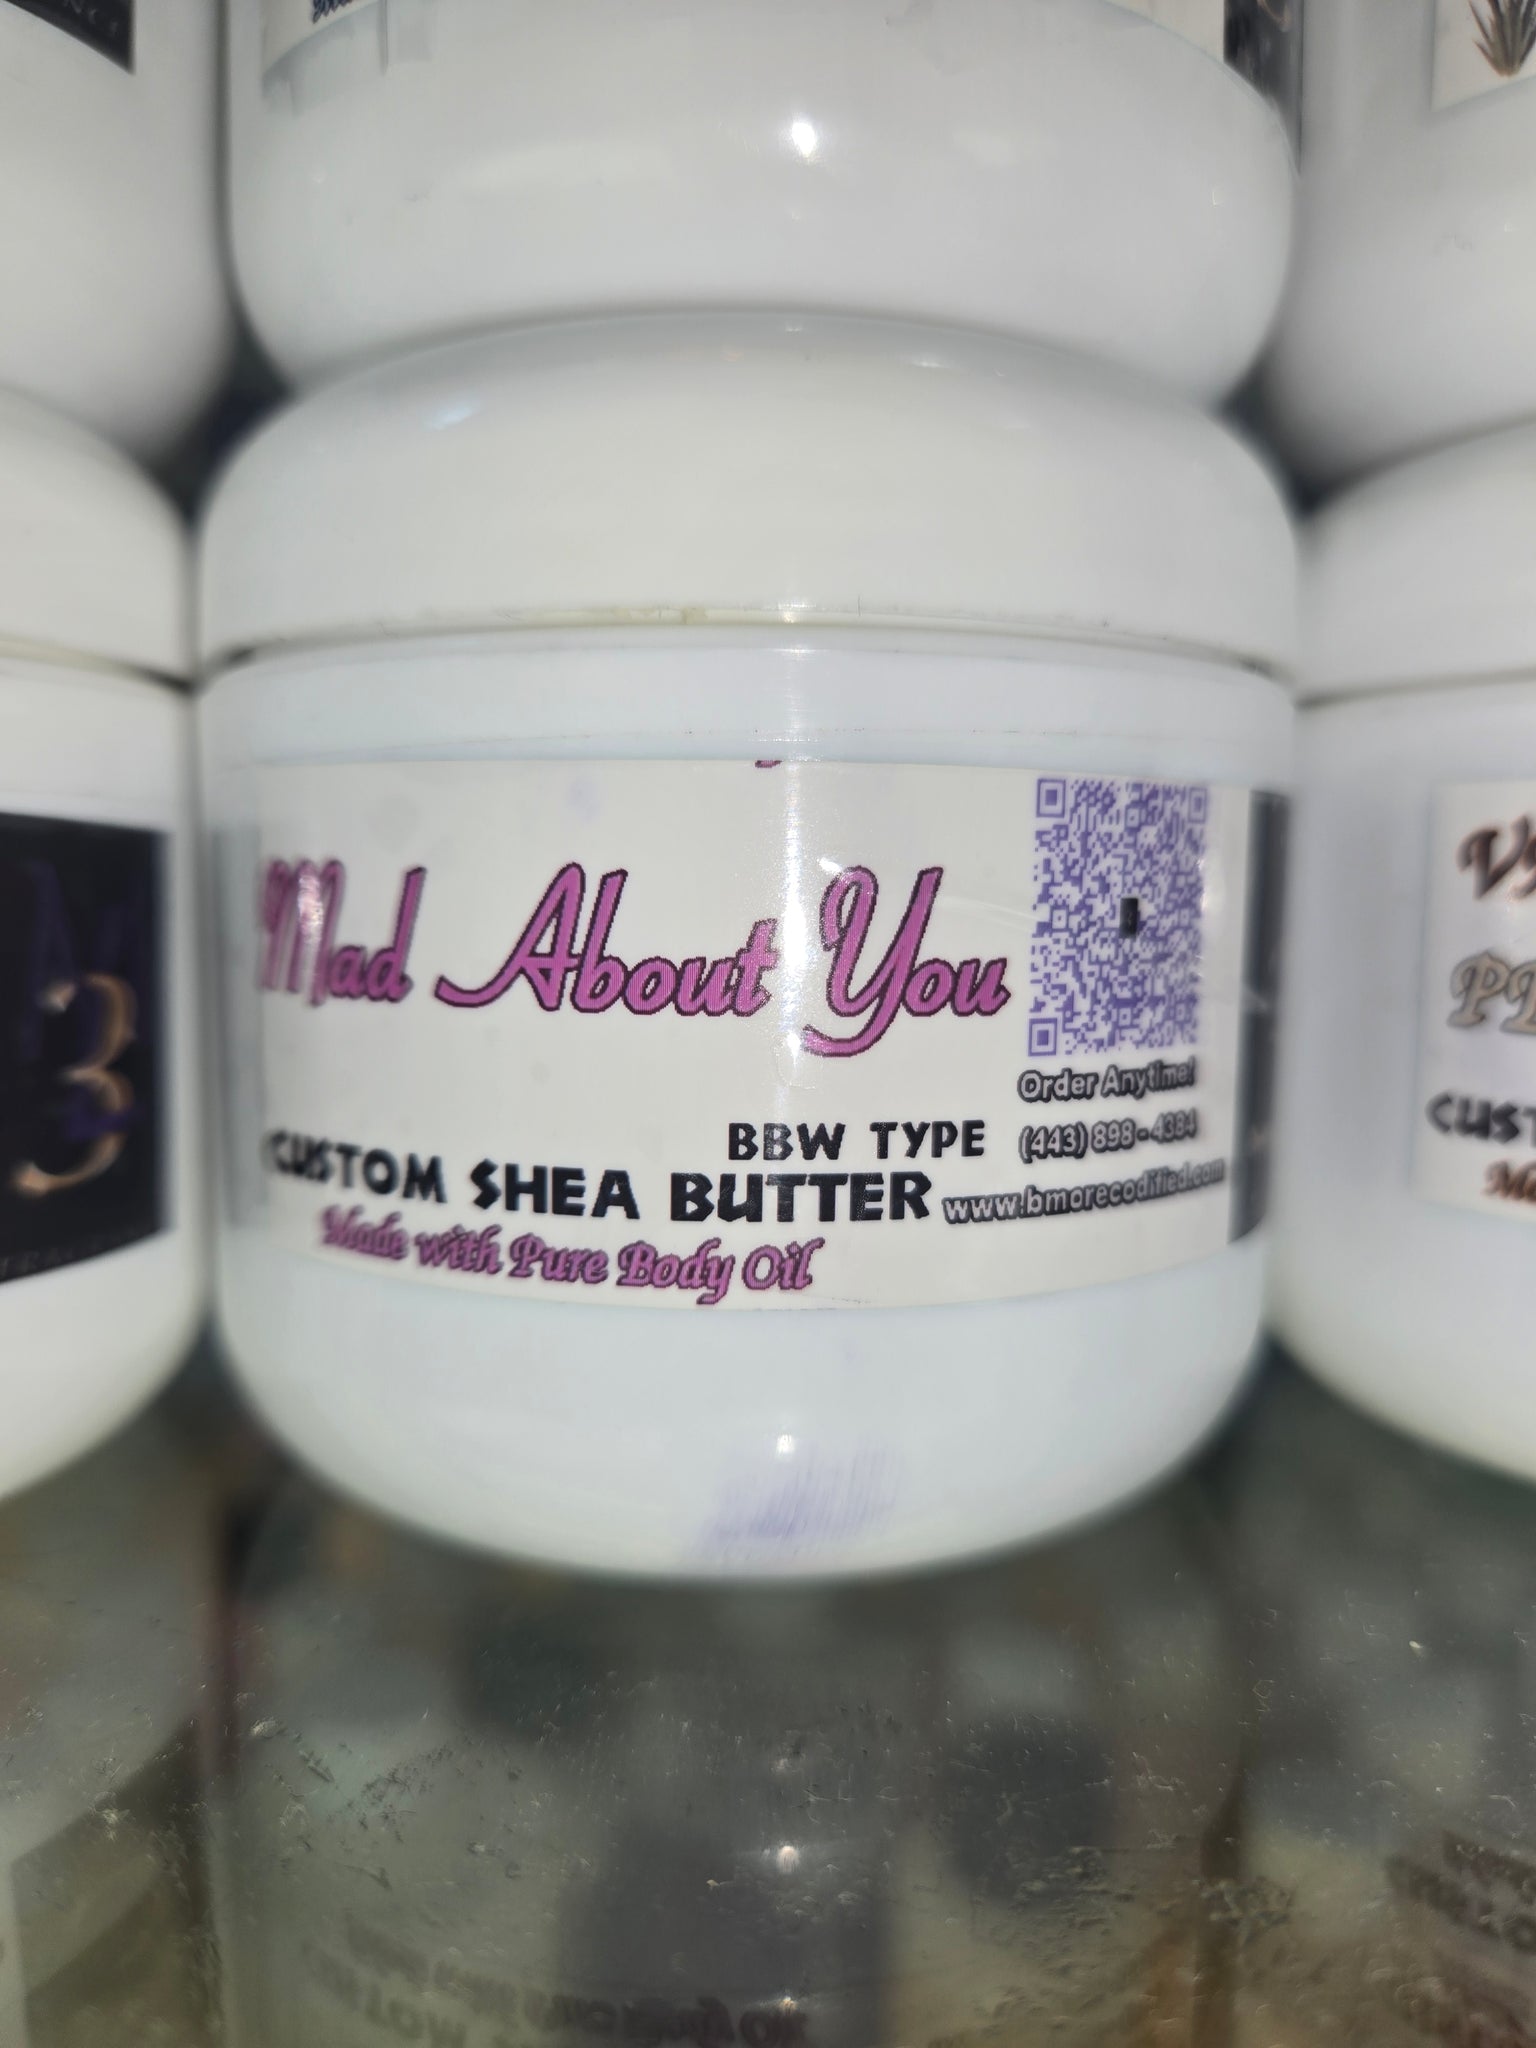 Mad About You
Order Anytime!
BBW TYPE
(443) 898-4384
CUSTOM SHEA BUTTER
www.bmorecodified.com
Made with Pure Body Oil
3
CUST